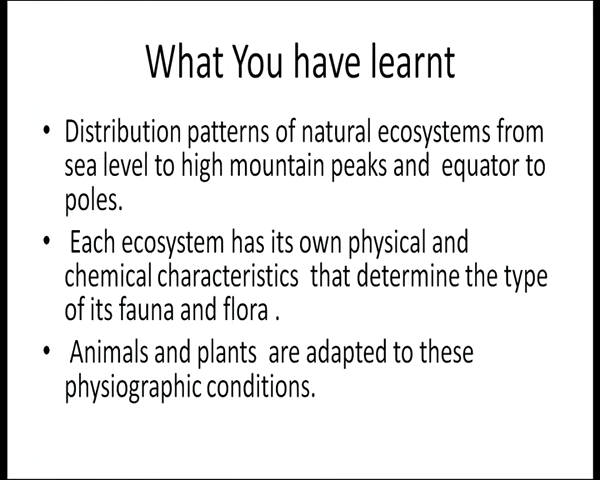 What You have learnt
• Distribution patterns of natural ecosystems from
sea level to high mountain peaks and  equator to
poles.
•  Each ecosystem has its own physical and
chemical characteristics  that determine the type
of its fauna and flora .
•  Animals and plants  are adapted to these
physiographic conditions.